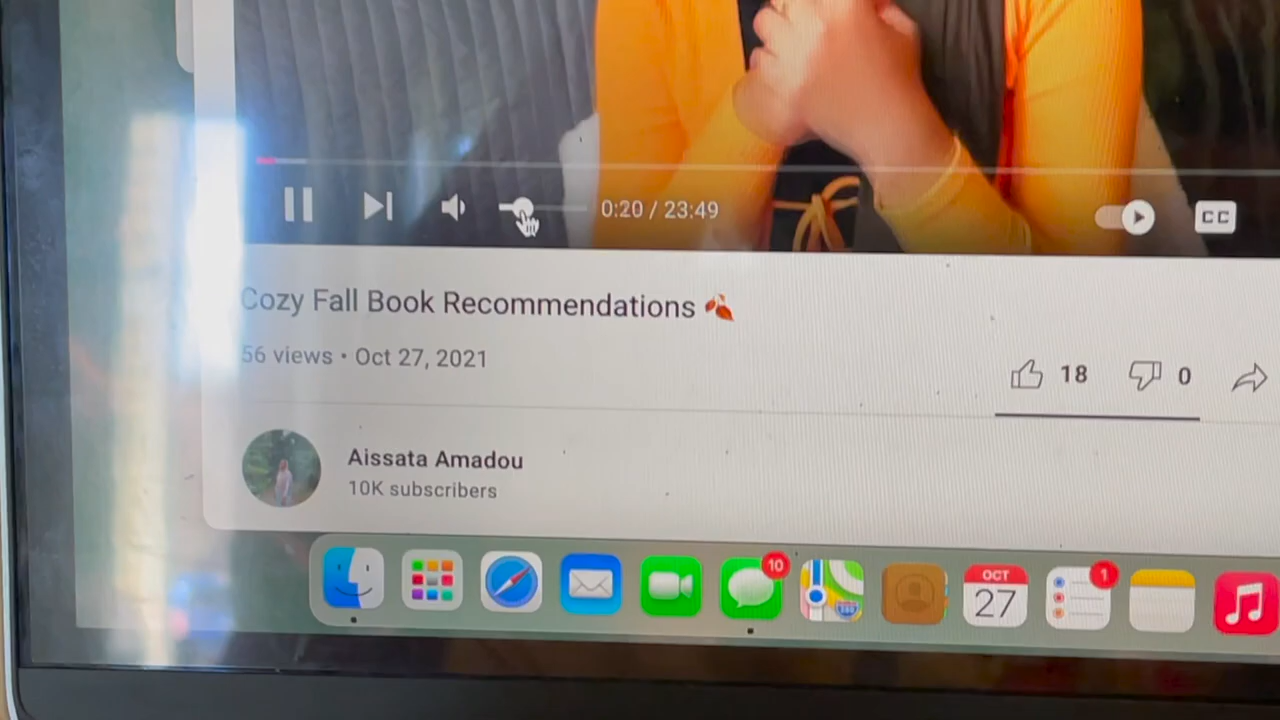 0:20 / 23:49
CC
Cozy Fall Book Recommendations 🍂
56 views • Oct 27, 2021
18
0
Aissata Amadou
10K subscribers
10
OCT
27
1